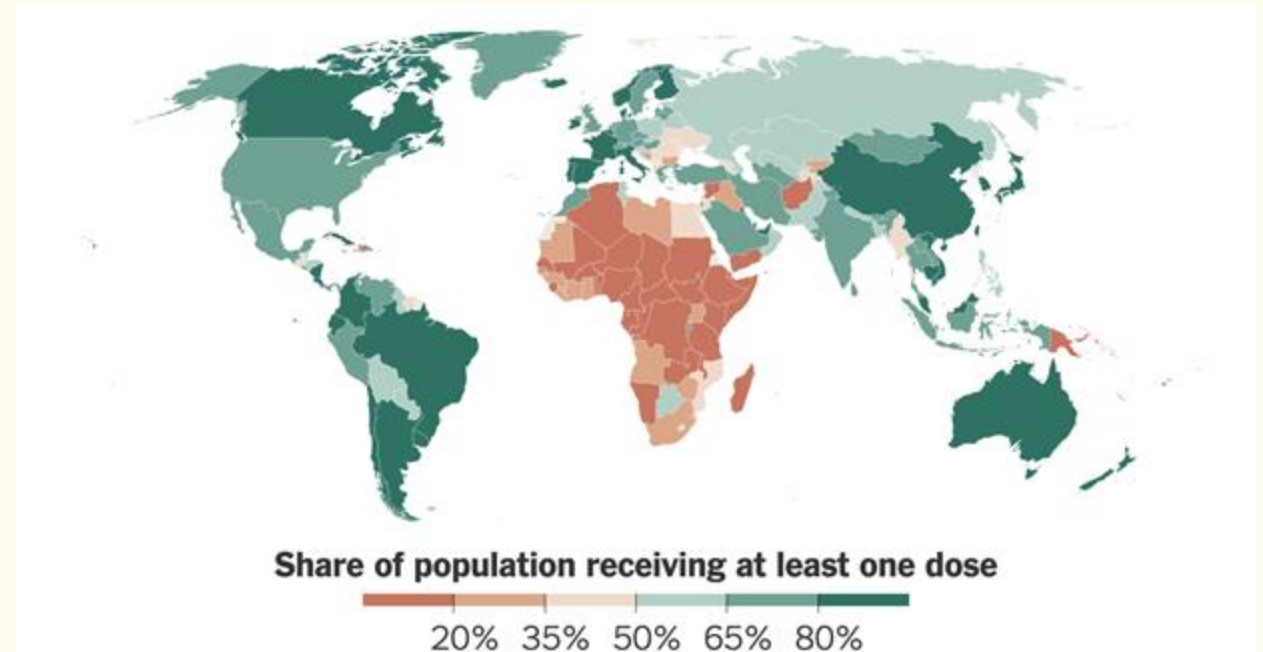 Share of population receiving at least one dose
20% 35% 50% 65% 80%